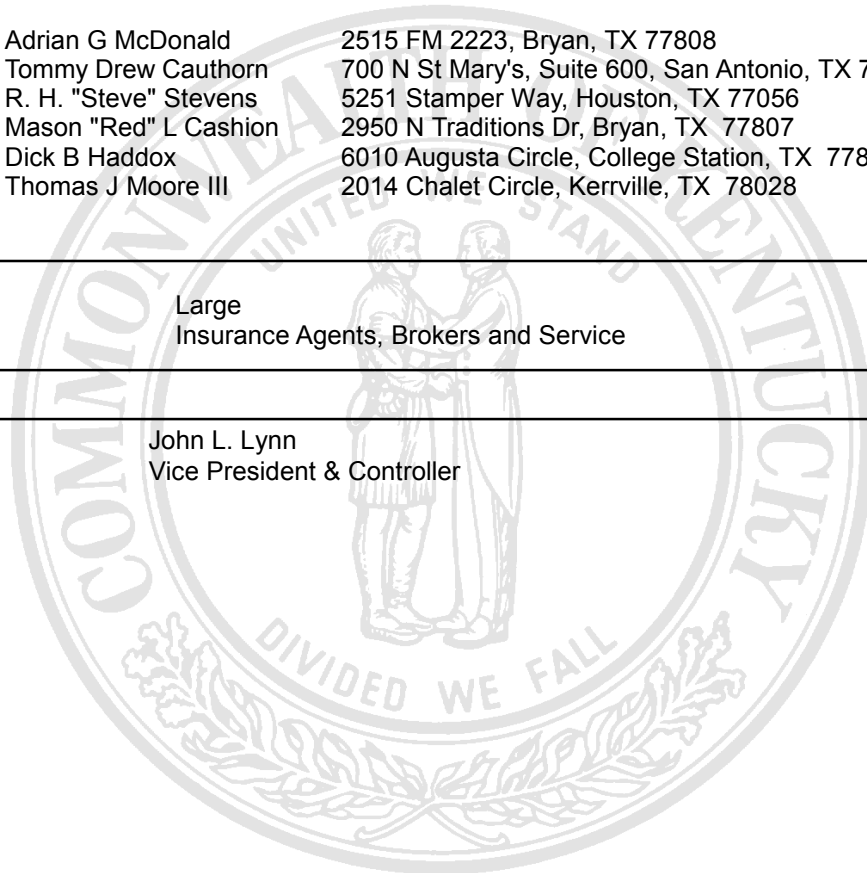 Adrian G McDonald 2515 FM 2223, Bryan, TX 77808
Tommy Drew Cauthorn 700 N St Mary's, Suite 600, San Antonio, TX
R. H. "Steve" Stevens 5251 Stamper Way, Houston, TX 77056
Mason "Red" L Cashion 2950 N Traditions Dr, Bryan, TX 77807
Dick B Haddox 6010 Augusta Circle, College Station, TX
Thomas J Moore III 2014 Chalet Circle, Kerrville, TX 78028
COMMONWEALTH OF KENTUCKY
UNITED WE STAND
Large
Insurance Agents, Brokers and Service
John L. Lynn
Vice President & Controller
DIVIDED WE FALL